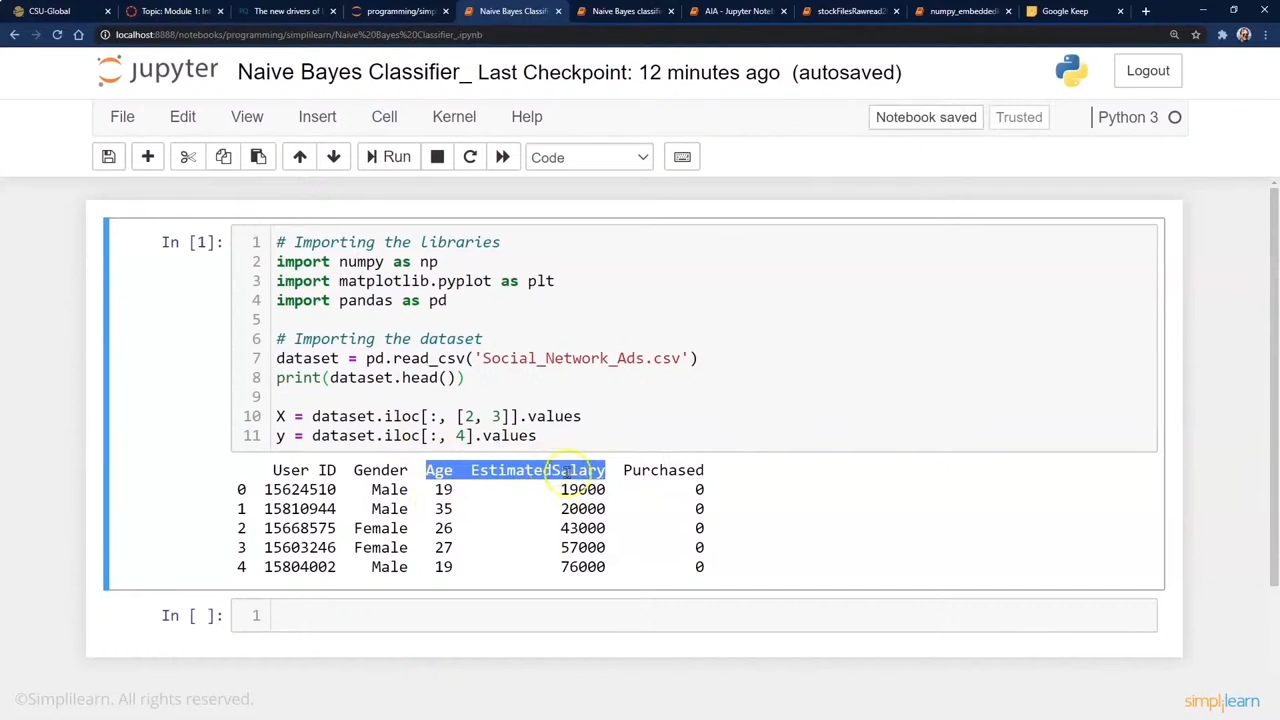 CSU-Global
Topic: Module 1: Int
The new drivers of
programming/simp
Naive Bayes Classif
Naive Bayes classifi
AIA - Jupyter Note
stockFilesRawread2
numpy_embedded
Google Keep
localhost:8888/notebooks/programming/simplilearn/Naive%20Bayes%20Classifier_.ipynb
jupyter Naive Bayes Classifier_ Last Checkpoint: 12 minutes ago (autosaved)
Logout
File Edit View Insert Cell Kernel Help
Notebook saved Trusted Python 3
Run Code
In [1]:
1 # Importing the libraries
2 import numpy as np
3 import matplotlib.pyplot as plt
4 import pandas as pd
5
6 # Importing the dataset
7 dataset = pd.read_csv('Social_Network_Ads.csv')
8 print(dataset.head())
9
10 X = dataset.iloc[:, [2, 3]].values
11 y = dataset.iloc[:, 4].values
User ID Gender Age EstimatedSalary Purchased
0 15624510 Male 19 19000 0
1 15810944 Male 35 20000 0
2 15668575 Female 26 43000 0
3 15603246 Female 27 57000 0
4 15804002 Male 19 76000 0
In [ ]: 1
©Simplilearn. All rights reserved.
simplilearn